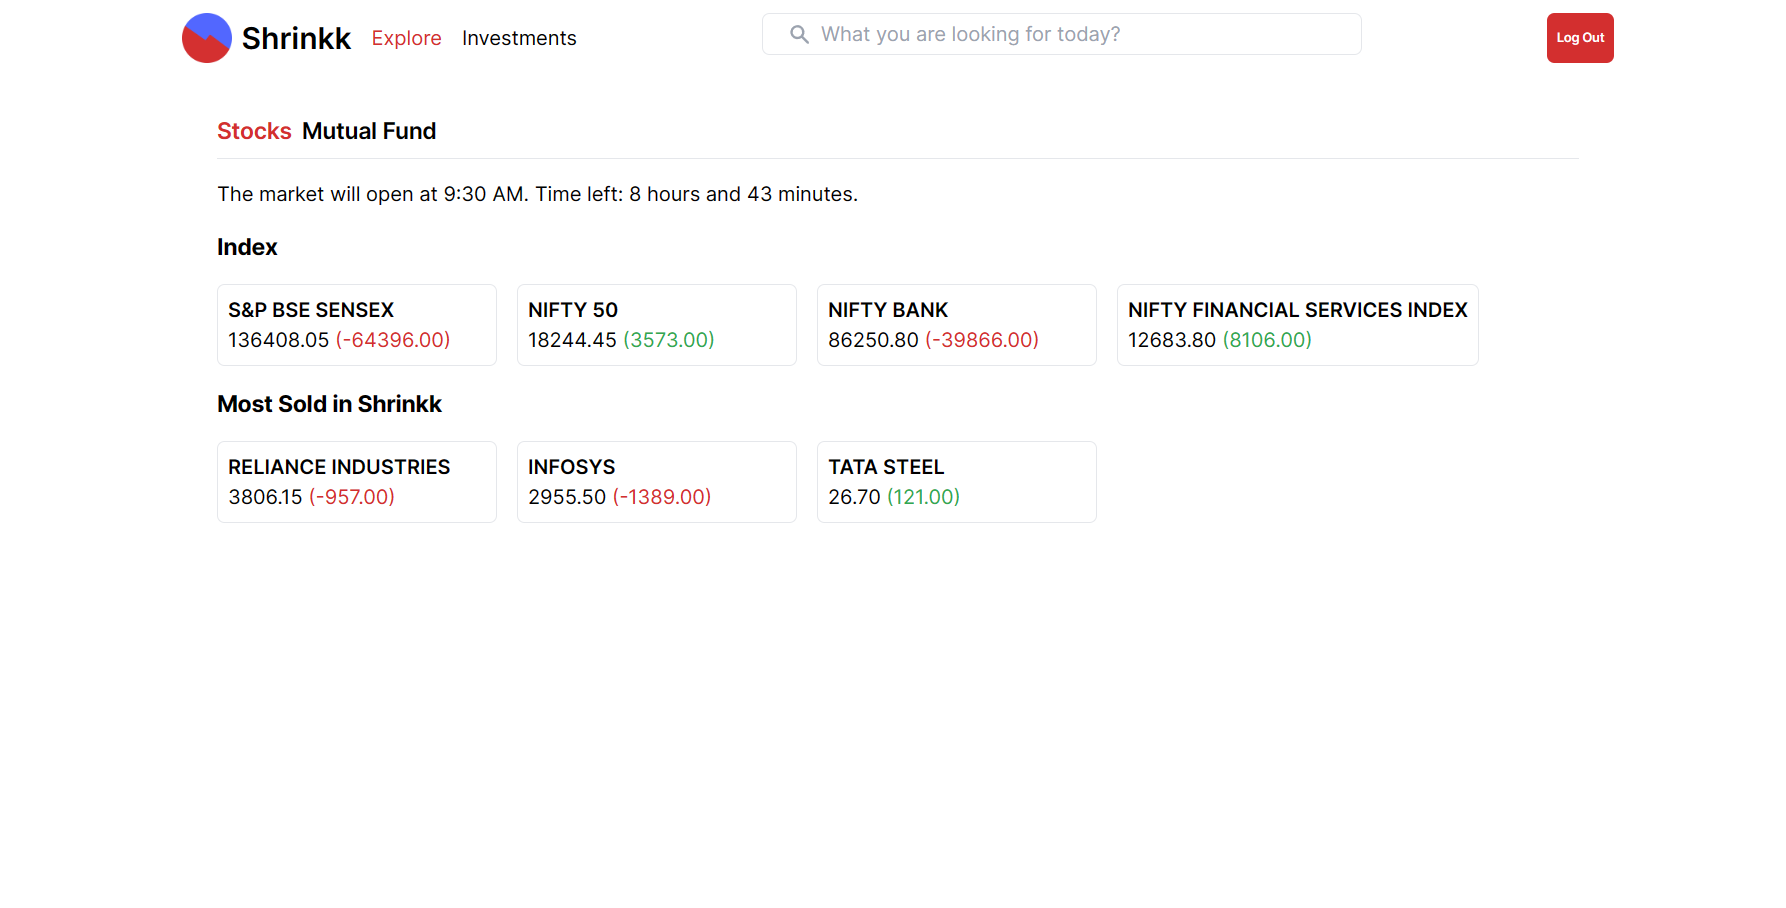 Shrinkk Explore Investments What you are looking for today? Log Out
Stocks Mutual Fund
The market will open at 9:30 AM. Time left: 8 hours and 43 minutes.
Index
S&P BSE SENSEX
136408.05 (-64396.00)
NIFTY 50
18244.45 (3573.00)
NIFTY BANK
86250.80 (-39866.00)
NIFTY FINANCIAL SERVICES INDEX
12683.80 (8106.00)
Most Sold in Shrinkk
RELIANCE INDUSTRIES
3806.15 (-957.00)
INFOSYS
2955.50 (-1389.00)
TATA STEEL
26.70 (121.00)